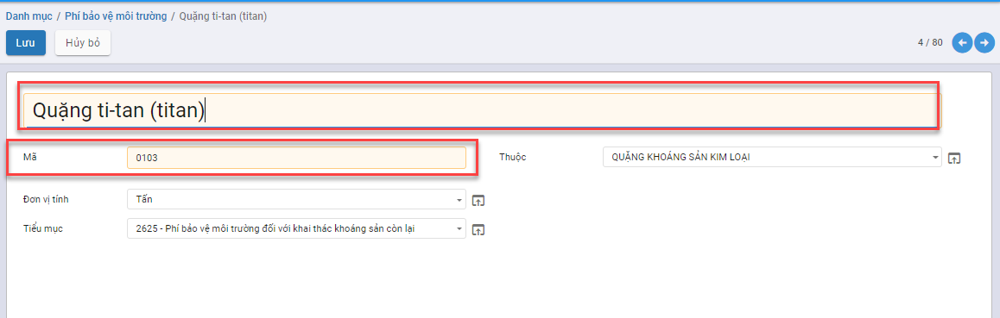 Danh mục / Phí bảo vệ môi trường / Quặng ti-tan (titan)
Lưu Hủy bỏ 4 / 80
Quặng ti-tan (titan)
Mã 0103 Thuộc QUẶNG KHOÁNG SẢN KIM LOẠI
Đơn vị tính Tấn
Tiểu mục 2625 - Phí bảo vệ môi trường đối với khai thác khoáng sản còn lại